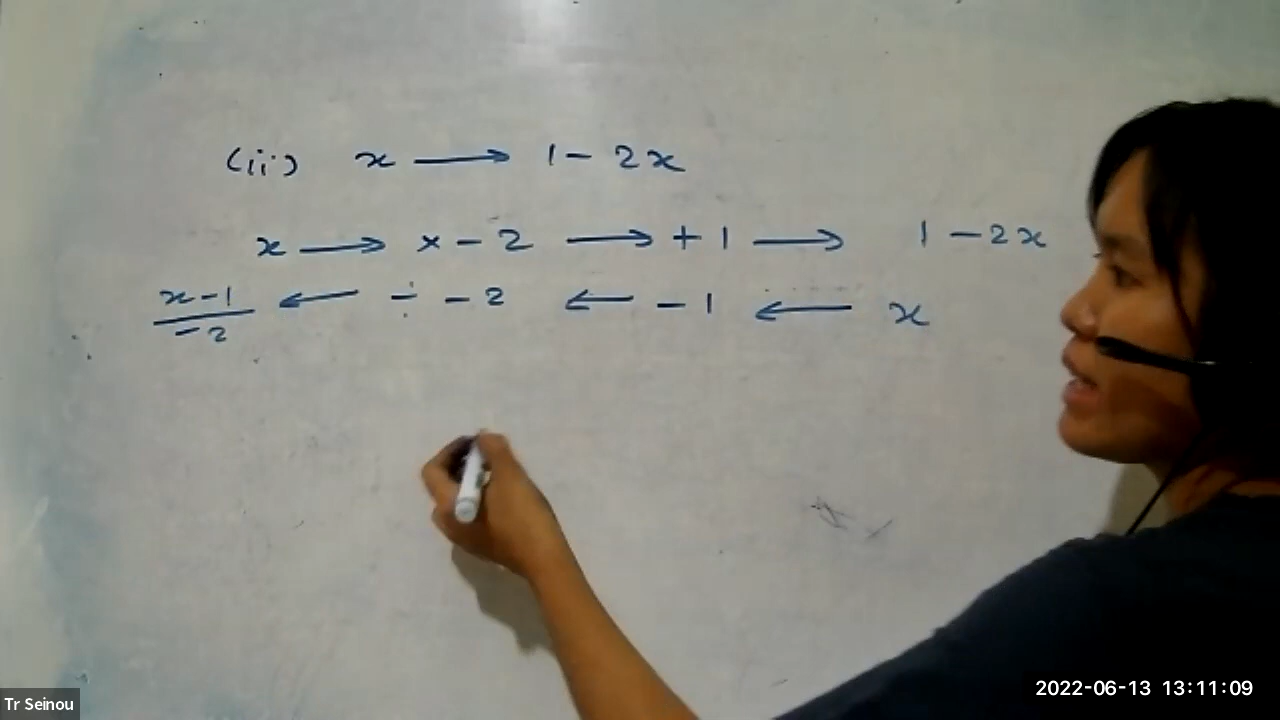 (ii) x ⟶ 1 - 2x
x ⟶ × - 2 ⟶ + 1 ⟶ 1 - 2x
(x - 1)/(-2) ⟵ ÷ - 2 ⟵ - 1 ⟵ x
2022-06-13 13:11:09
Tr Seinou